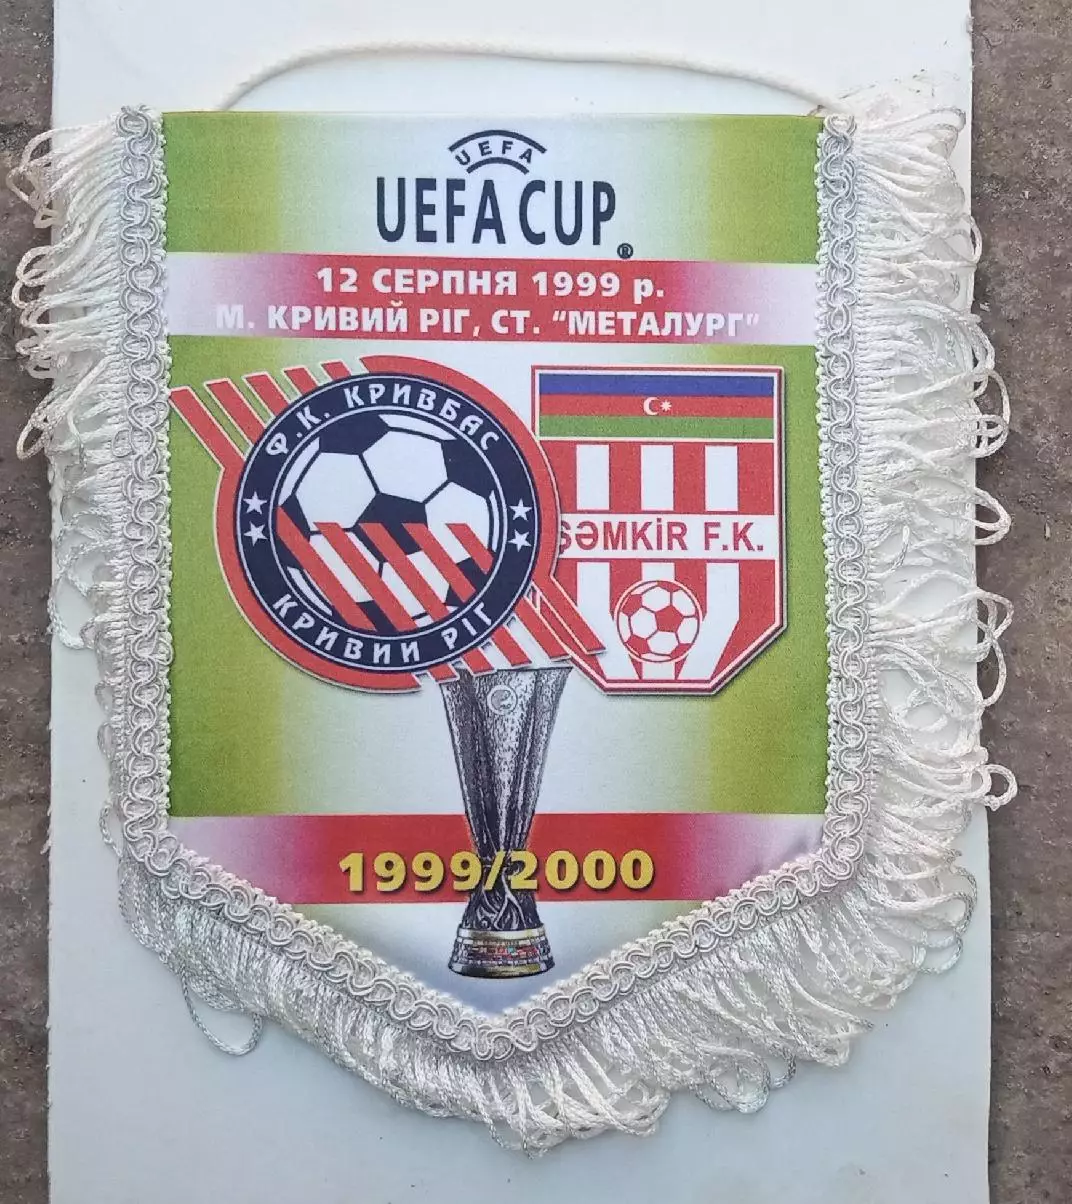 UEFA
UEFA CUP®
12 СЕРПНЯ 1999 р.
М. КРИВИЙ РІГ, СТ. "МЕТАЛУРГ"
Ф.К. КРИВБАС
КРИВИЙ РІГ
ŞƏMKİR F.K.
1999/2000